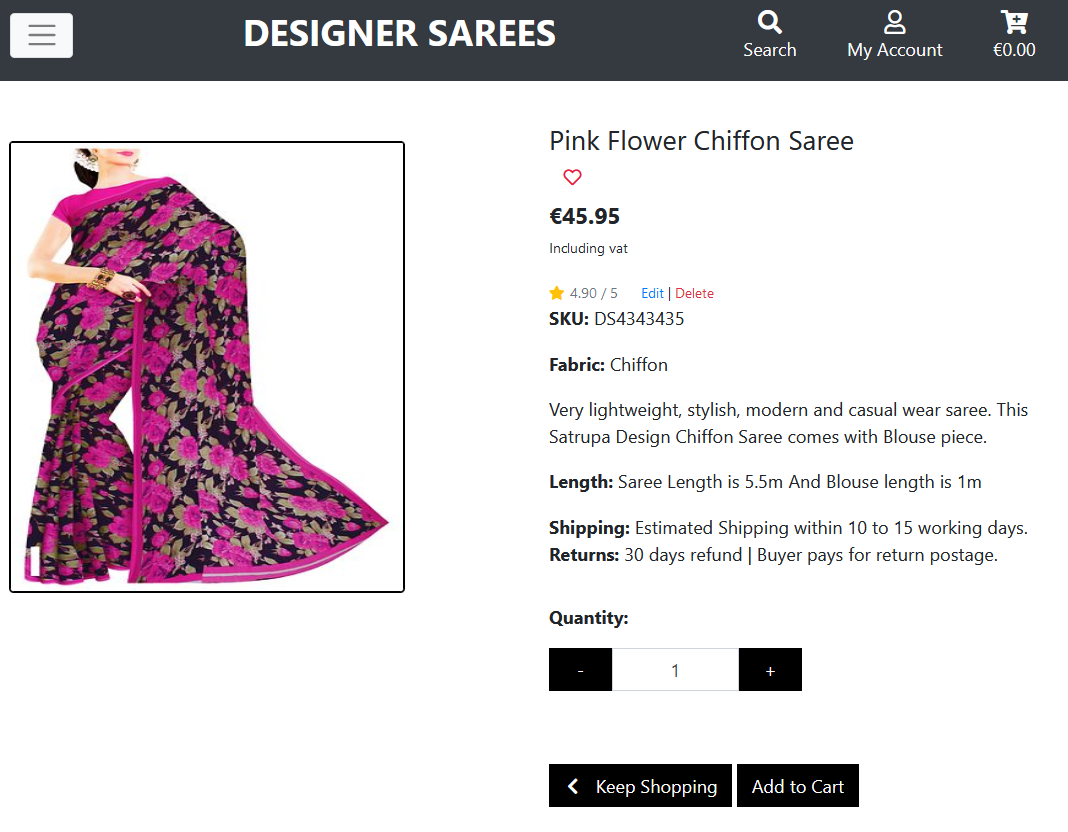 DESIGNER SAREES
Search
My Account
€0.00
Pink Flower Chiffon Saree
€45.95
Including vat
4.90 / 5 Edit | Delete
SKU: DS4343435
Fabric: Chiffon
Very lightweight, stylish, modern and casual wear saree. This
Satrupa Design Chiffon Saree comes with Blouse piece.
Length: Saree Length is 5.5m And Blouse length is 1m
Shipping: Estimated Shipping within 10 to 15 working days.
Returns: 30 days refund | Buyer pays for return postage.
Quantity:
- 1 +
Keep Shopping
Add to Cart